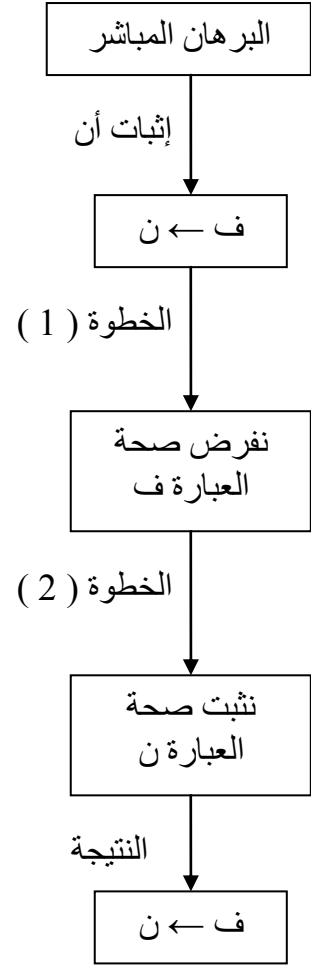 البرهان المباشر
إثبات أن
ف ← ن
الخطوة ( 1 )
نفرض صحة
العبارة ف
الخطوة ( 2 )
نثبت صحة
العبارة ن
النتيجة
ف ← ن